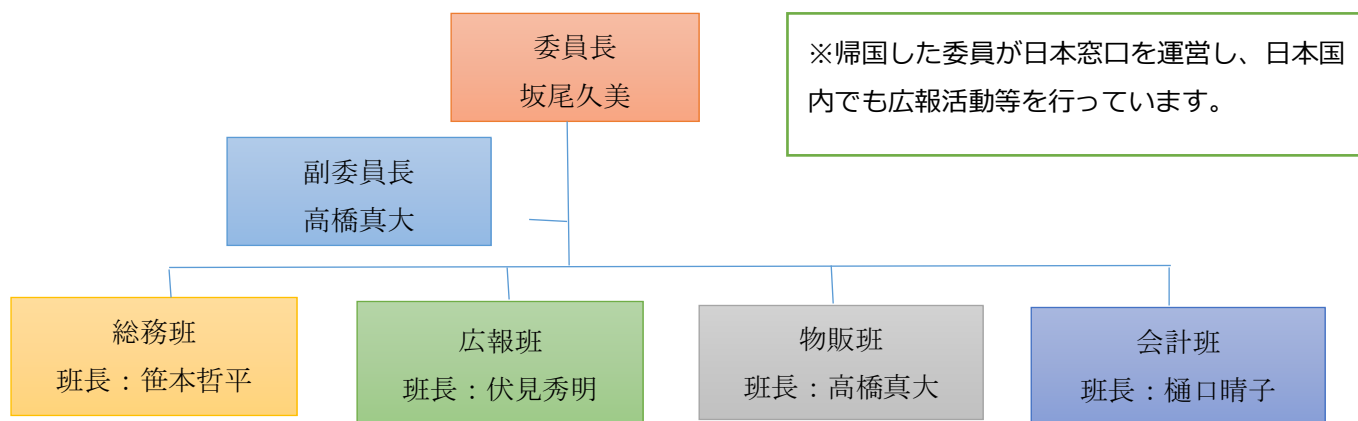 委員長
坂尾久美
※帰国した委員が日本窓口を運営し、日本国
内でも広報活動等を行っています。
副委員長
高橋真大
総務班
班長：笹本哲平
広報班
班長：伏見秀明
物販班
班長：高橋真大
会計班
班長：樋口晴子